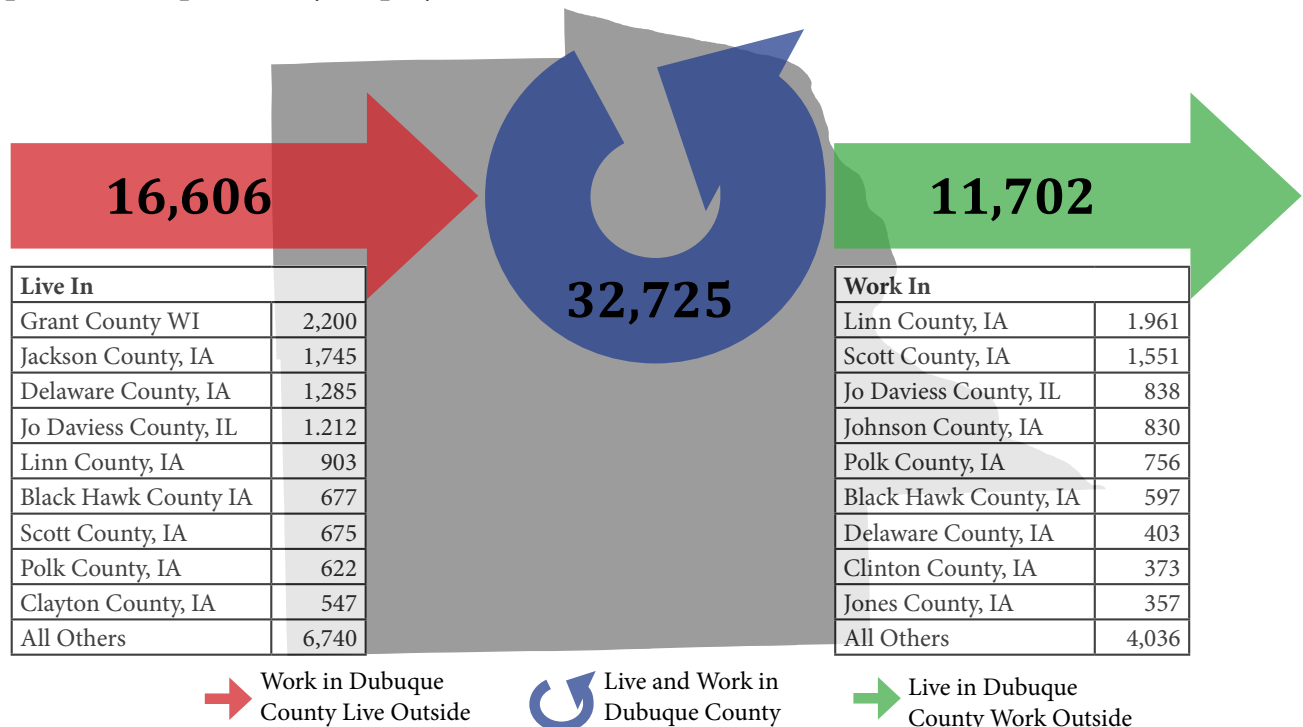 16,606
32,725
11,702
Live In
Grant County WI 2,200
Jackson County, IA 1,745
Delaware County, IA 1,285
Jo Daviess County, IL 1.212
Linn County, IA 903
Black Hawk County IA 677
Scott County, IA 675
Polk County, IA 622
Clayton County, IA 547
All Others 6,740
Work In
Linn County, IA 1.961
Scott County, IA 1,551
Jo Daviess County, IL 838
Johnson County, IA 830
Polk County, IA 756
Black Hawk County, IA 597
Delaware County, IA 403
Clinton County, IA 373
Jones County, IA 357
All Others 4,036
Work in Dubuque
County Live Outside
Live and Work in
Dubuque County
Live in Dubuque
County Work Outside